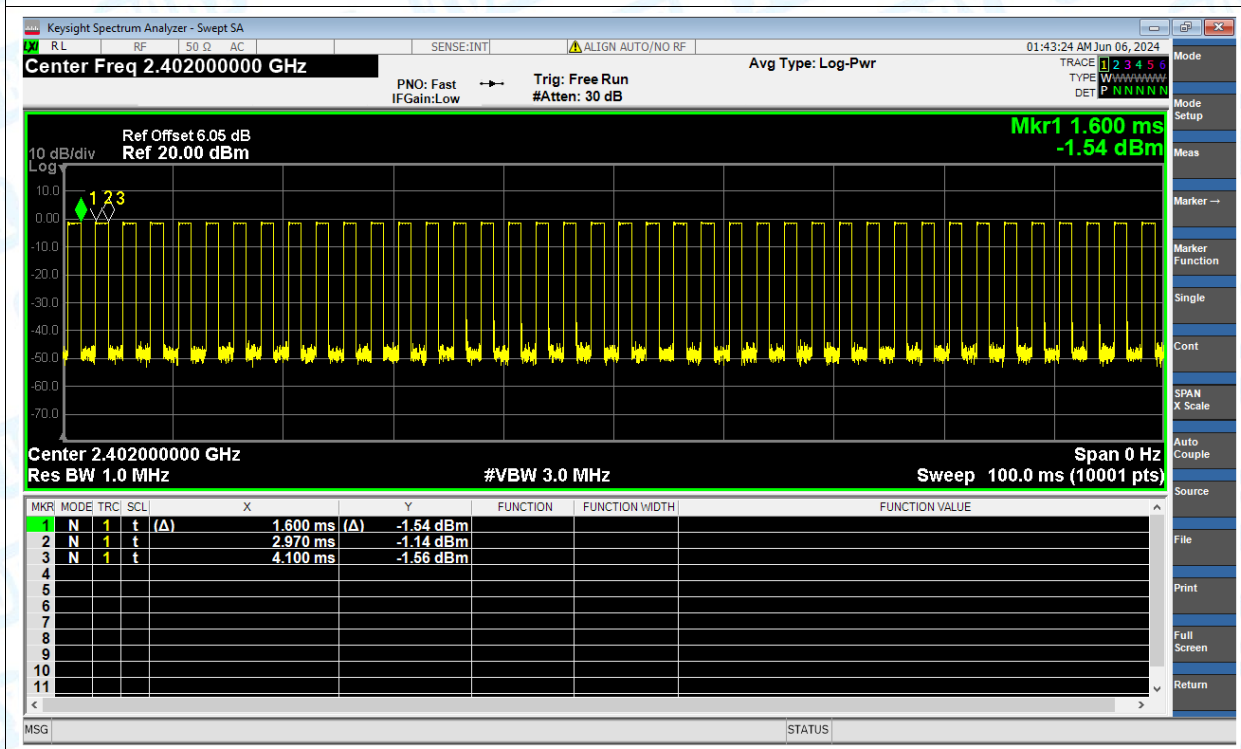 Keysight Spectrum Analyzer - Swept SA
LXI RL RF 50 Ω AC SENSE:INT ALIGN AUTO/NO RF 01:43:24 AM Jun 06, 2024
Center Freq 2.402000000 GHz
PNO: Fast
IFGain:Low
Trig: Free Run
#Atten: 30 dB
Avg Type: Log-Pwr
TRACE 1 2 3 4 5 6
TYPE W
DET P N N N N N
Ref Offset 6.05 dB
10 dB/div Ref 20.00 dBm
Log
Mkr1 1.600 ms
-1.54 dBm
10.0
0.00
-10.0
-20.0
-30.0
-40.0
-50.0
-60.0
-70.0
1 2 3
Center 2.402000000 GHz Span 0 Hz
Res BW 1.0 MHz #VBW 3.0 MHz Sweep 100.0 ms (10001 pts)
MKR MODE TRC SCL X Y FUNCTION FUNCTION WIDTH FUNCTION VALUE
1 N 1 t (Δ) 1.600 ms (Δ) -1.54 dBm
2 N 1 t 2.970 ms -1.14 dBm
3 N 1 t 4.100 ms -1.56 dBm
4
5
6
7
8
9
10
11
MSG STATUS
Mode
Mode Setup
Meas
Marker →
Marker Function
Single
Cont
SPAN X Scale
Auto Couple
Source
File
Print
Full Screen
Return